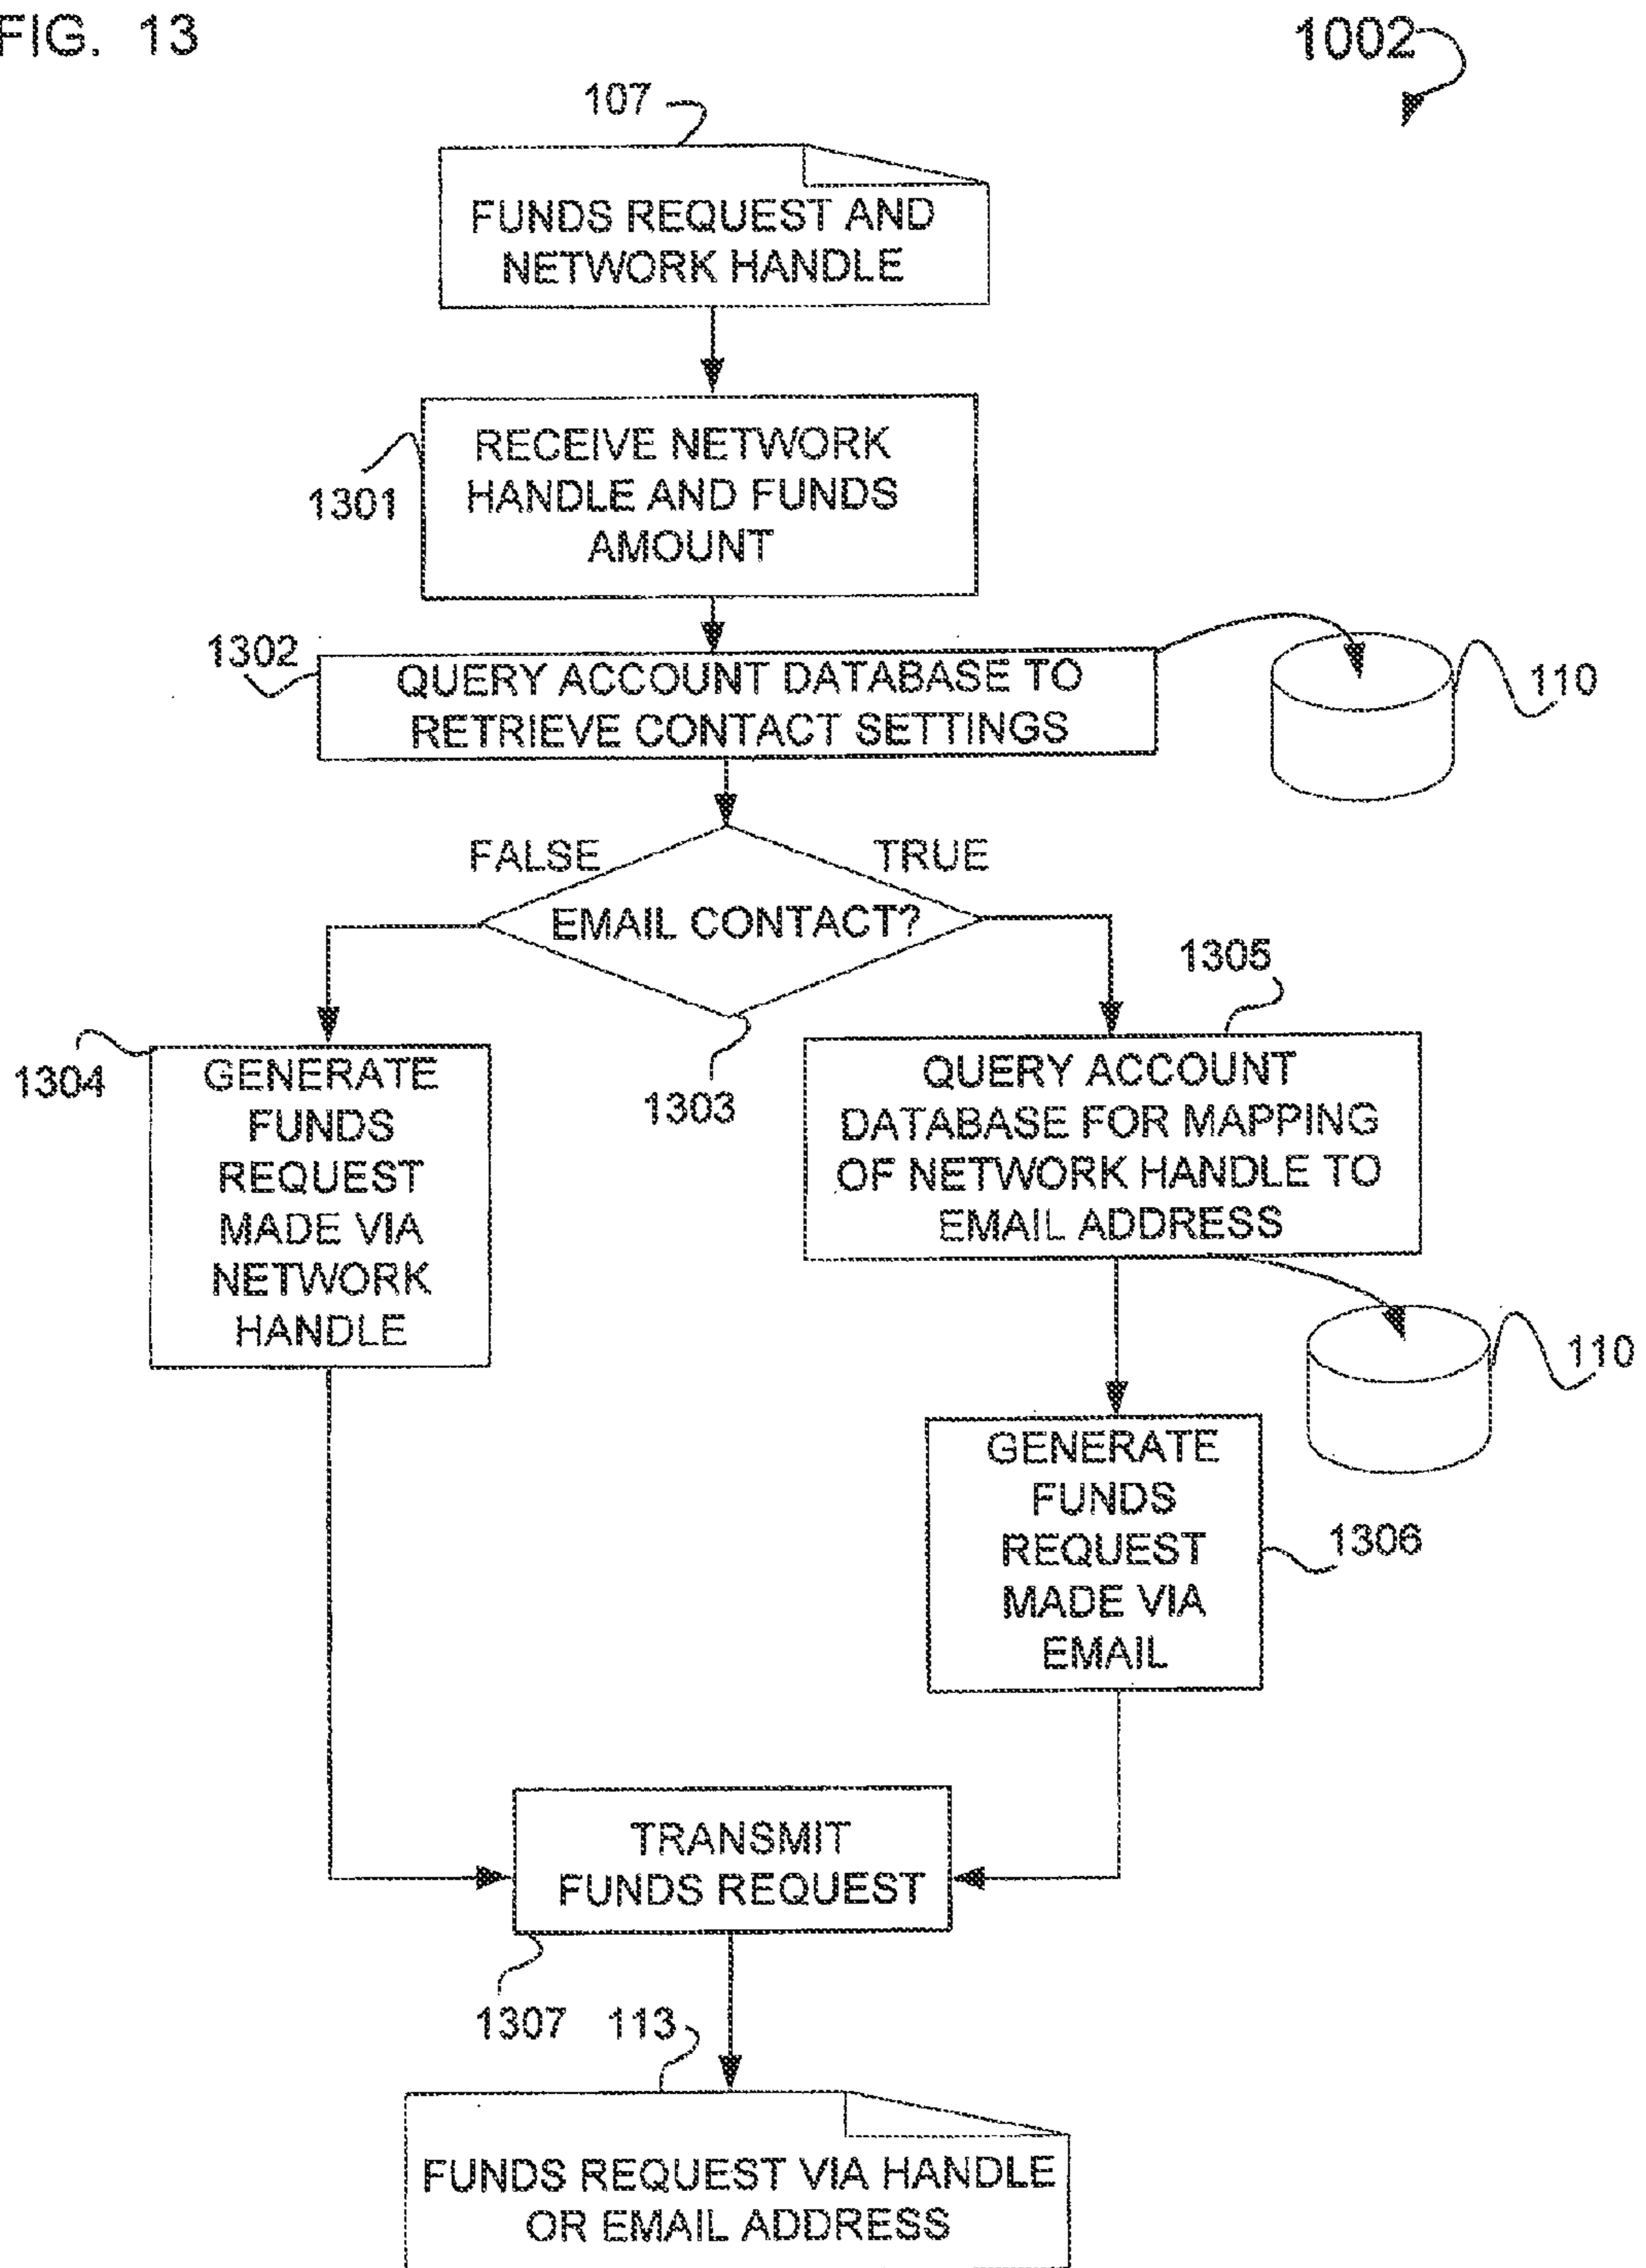 FIG. 13
1002
107
FUNDS REQUEST AND
NETWORK HANDLE
RECEIVE NETWORK
HANDLE AND FUNDS
AMOUNT
1301
1302
QUERY ACCOUNT DATABASE TO
RETRIEVE CONTACT SETTINGS
110
FALSE
TRUE
EMAIL CONTACT?
1303
1304
GENERATE
FUNDS
REQUEST
MADE VIA
NETWORK
HANDLE
1305
QUERY ACCOUNT
DATABASE FOR MAPPING
OF NETWORK HANDLE TO
EMAIL ADDRESS
110
GENERATE
FUNDS
REQUEST
MADE VIA
EMAIL
1306
TRANSMIT
FUNDS REQUEST
1307
113
FUNDS REQUEST VIA HANDLE
OR EMAIL ADDRESS